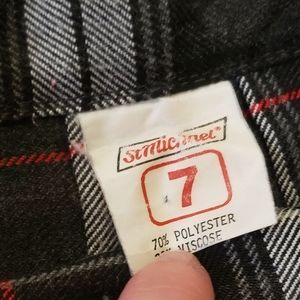 St Michael®
7
70% POLYESTER
VISCOSE